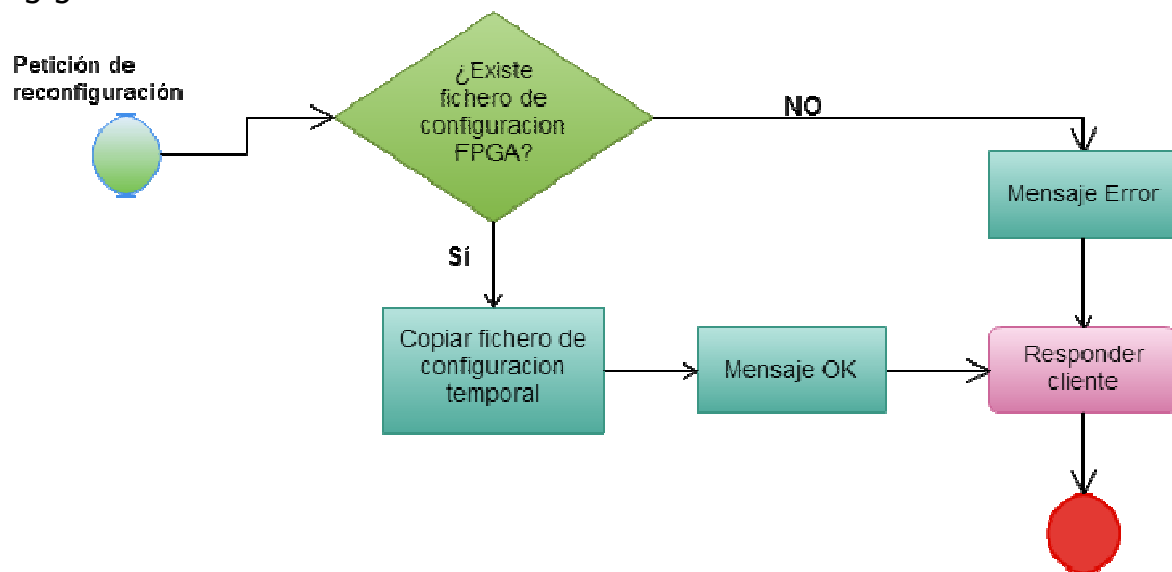 Petición de
reconfiguración
¿Existe
fichero de
configuracion
FPGA?
NO
Mensaje Error
Sí
Copiar fichero de
configuracion
temporal
Mensaje OK
Responder
cliente